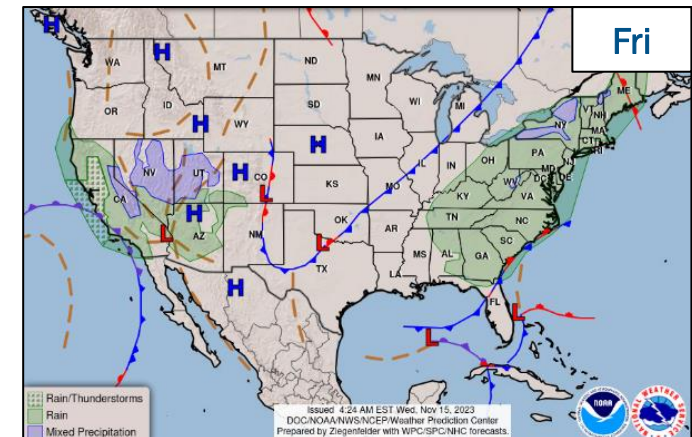 Fri
H
H
H
H
H
H
H
L
L
L
L
L
WA
MT
ND
MN
OR
ID
WY
SD
WI
MI
ME
VT
NH
NY
MA
CT
RI
IA
NV
UT
CO
KS
MO
IL
IN
OH
PA
NJ
MD
DE
DC
WV
VA
KY
CA
AZ
NM
OK
AR
TN
NC
SC
TX
LA
MS
AL
GA
FL
Rain/Thunderstorms
Rain
Mixed Precipitation
Issued 4:24 AM EST Wed, Nov 15, 2023
DOC/NOAA/NWS/NCEP/Weather Prediction Center
Prepared by Ziegenfelder with WPC/SPC/NHC forecasts.
NOAA